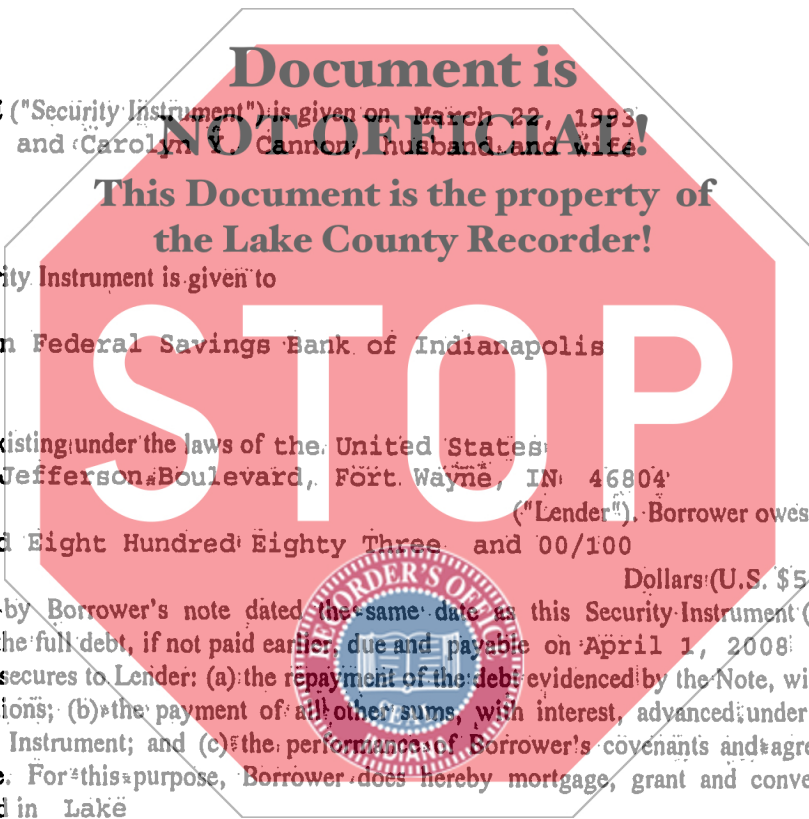 Document is
("Security Instrument") is given on March 22, 1993
NOT OFFICIAL!
and Carolyn Cannon, husband and wife
This Document is the property of
the Lake County Recorder!
ity Instrument is given to
STOP
n Federal Savings Bank of Indianapolis
isting under the laws of the United States
Jefferson Boulevard, Fort Wayne, IN 46804
("Lender"). Borrower owes
d Eight Hundred Eighty Three and 00/100
Dollars (U.S. $5
by Borrower's note dated the same date as this Security Instrument (
he full debt, if not paid earlier, due and payable on April 1, 2008
secures to Lender: (a) the repayment of the debt evidenced by the Note, wi
ions; (b) the payment of all other sums, with interest, advanced under
Instrument; and (c) the performance of Borrower's covenants and agre
e. For this purpose, Borrower does hereby mortgage, grant and conve
d in Lake
RECORDER'S OFFICE
INDIANA